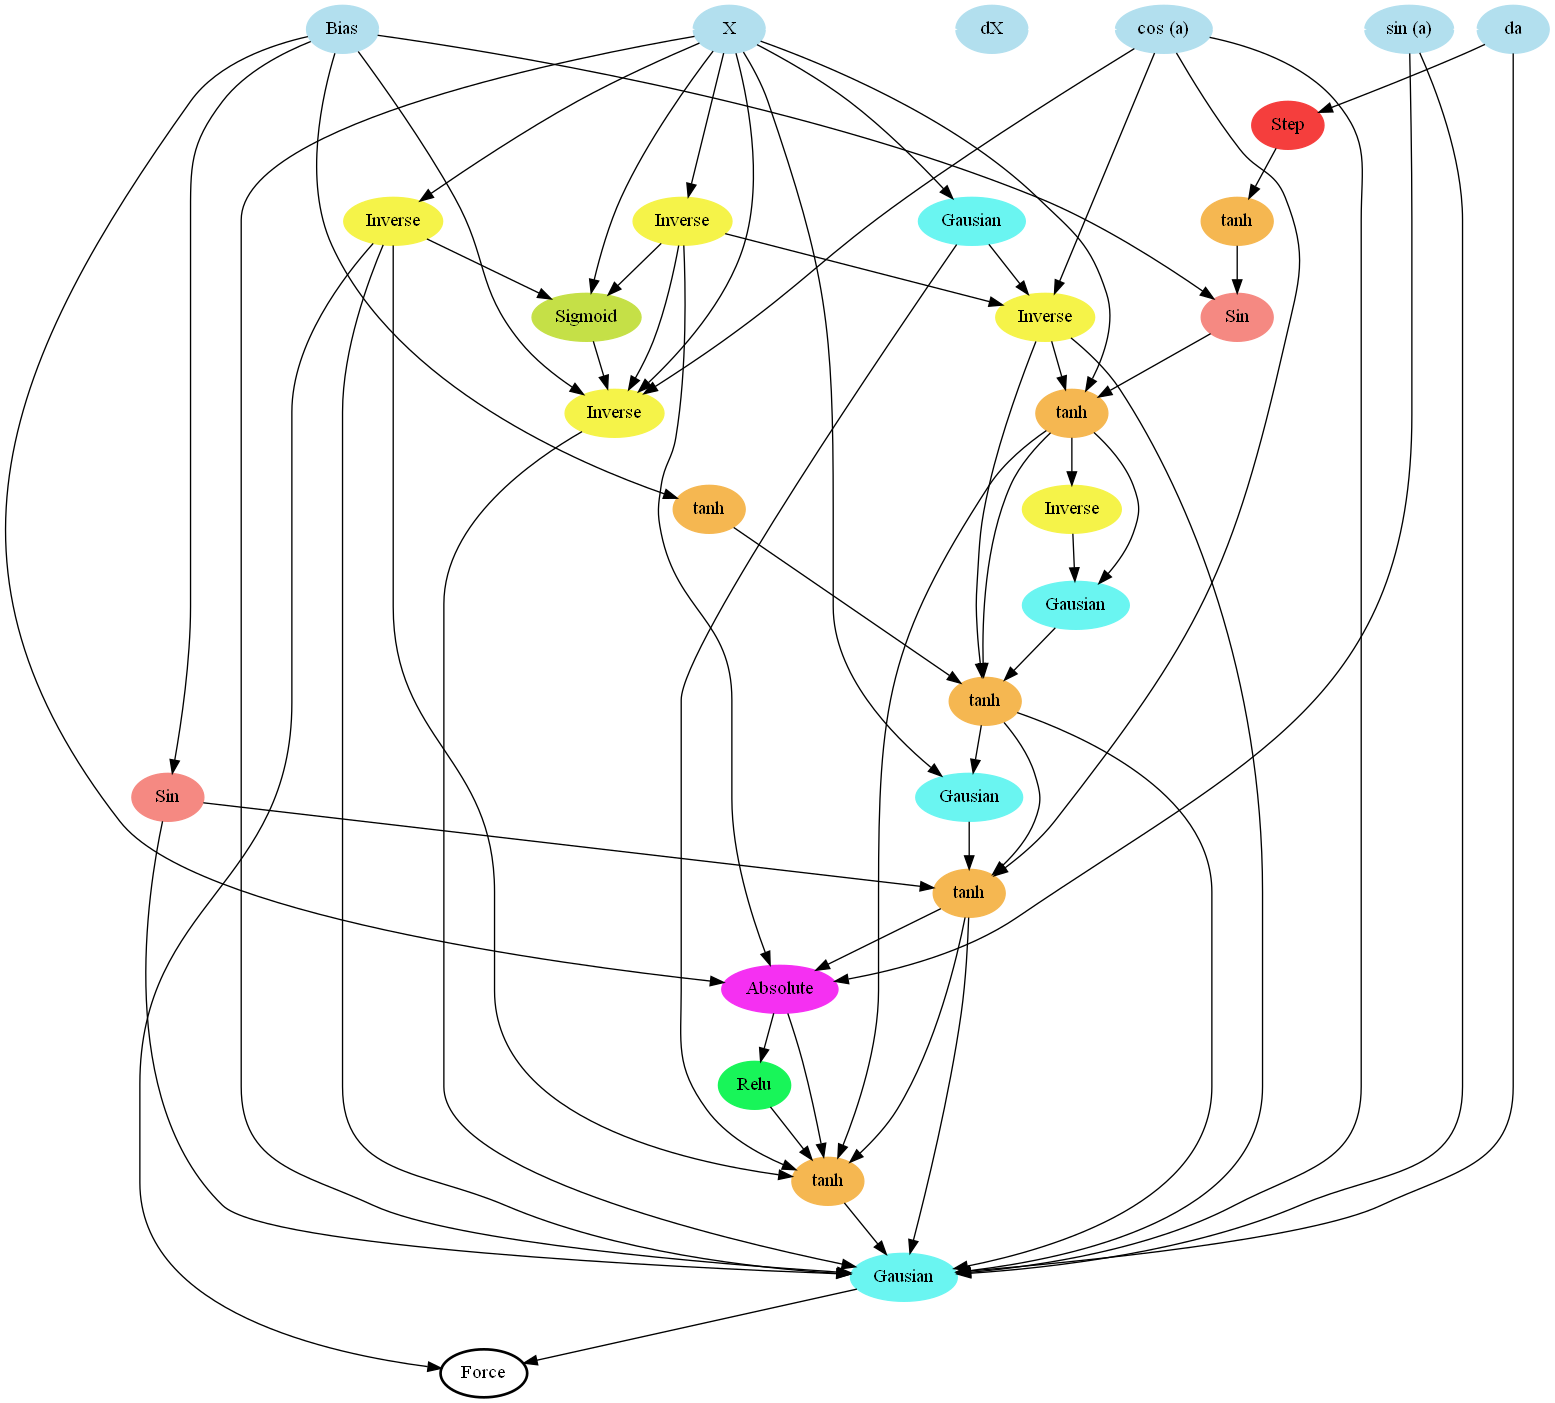 Bias
X
dX
cos (a)
sin (a)
da
Step
Inverse
Inverse
Gausian
tanh
Sigmoid
Inverse
Sin
Inverse
tanh
tanh
Inverse
Gausian
tanh
Sin
Gausian
tanh
Absolute
Relu
tanh
Gausian
Force